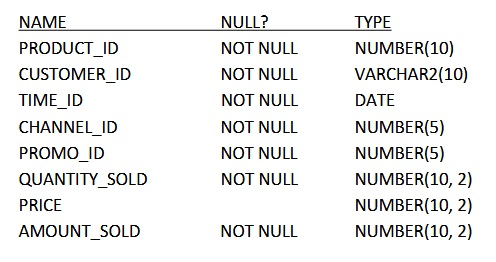 NAME NULL? TYPE
PRODUCT_ID NOT NULL NUMBER(10)
CUSTOMER_ID NOT NULL VARCHAR2(10)
TIME_ID NOT NULL DATE
CHANNEL_ID NOT NULL NUMBER(5)
PROMO_ID NOT NULL NUMBER(5)
QUANTITY_SOLD NOT NULL NUMBER(10, 2)
PRICE NUMBER(10, 2)
AMOUNT_SOLD NOT NULL NUMBER(10, 2)